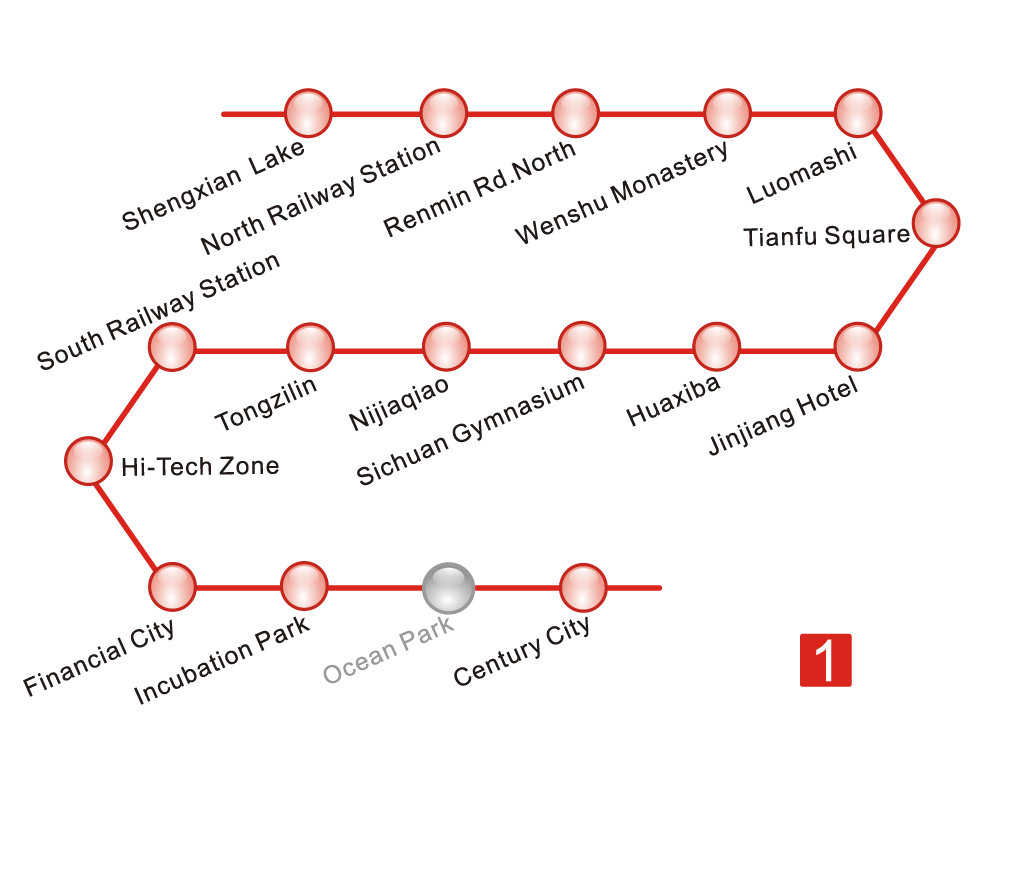 Shengxian Lake
North Railway Station
Renmin Rd.North
Wenshu Monastery
Luomashi
Tianfu Square
South Railway Station
Tongzilin
Nijiaqiao
Sichuan Gymnasium
Huaxiba
Jinjiang Hotel
Hi-Tech Zone
Financial City
Incubation Park
Ocean Park
Century City
1